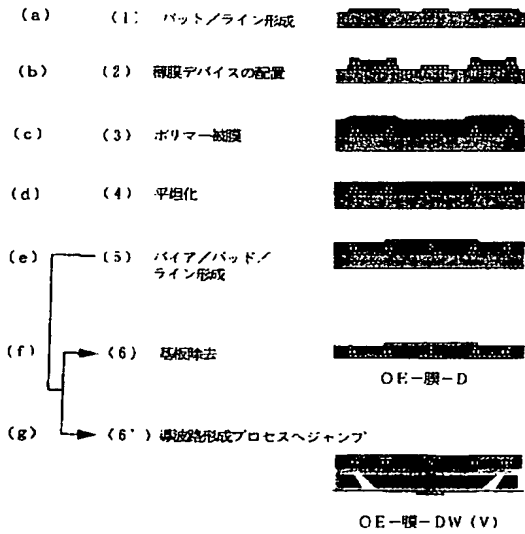 (a) (1) パット/ライン形成
(b) (2) 薄膜デバイスの配置
(c) (3) ポリマー被膜
(d) (4) 平坦化
(e) (5) バイア/パッド/
ライン形成
(f) (6) 基板除去
OE-膜-D
(g) (6') 導波路形成プロセスへジャンプ
OE-膜-DW(V)